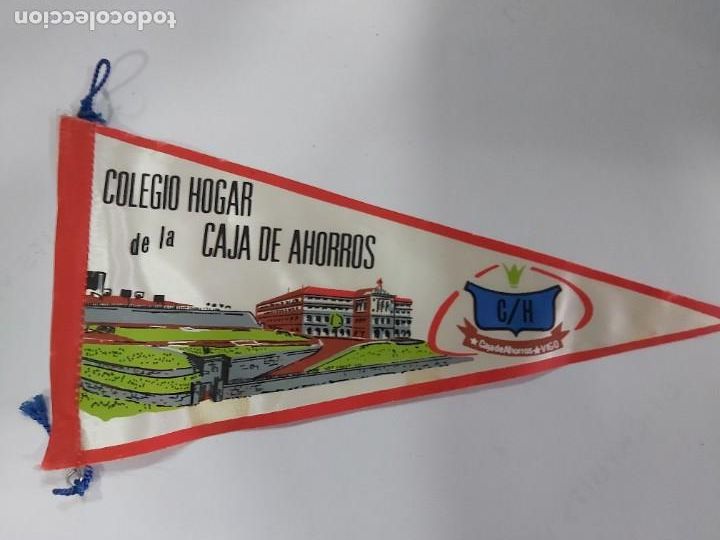 todocoleccion
COLEGIO HOGAR
de la CAJA DE AHORROS
C/H
★ Caja de Ahorros ★ VIGO